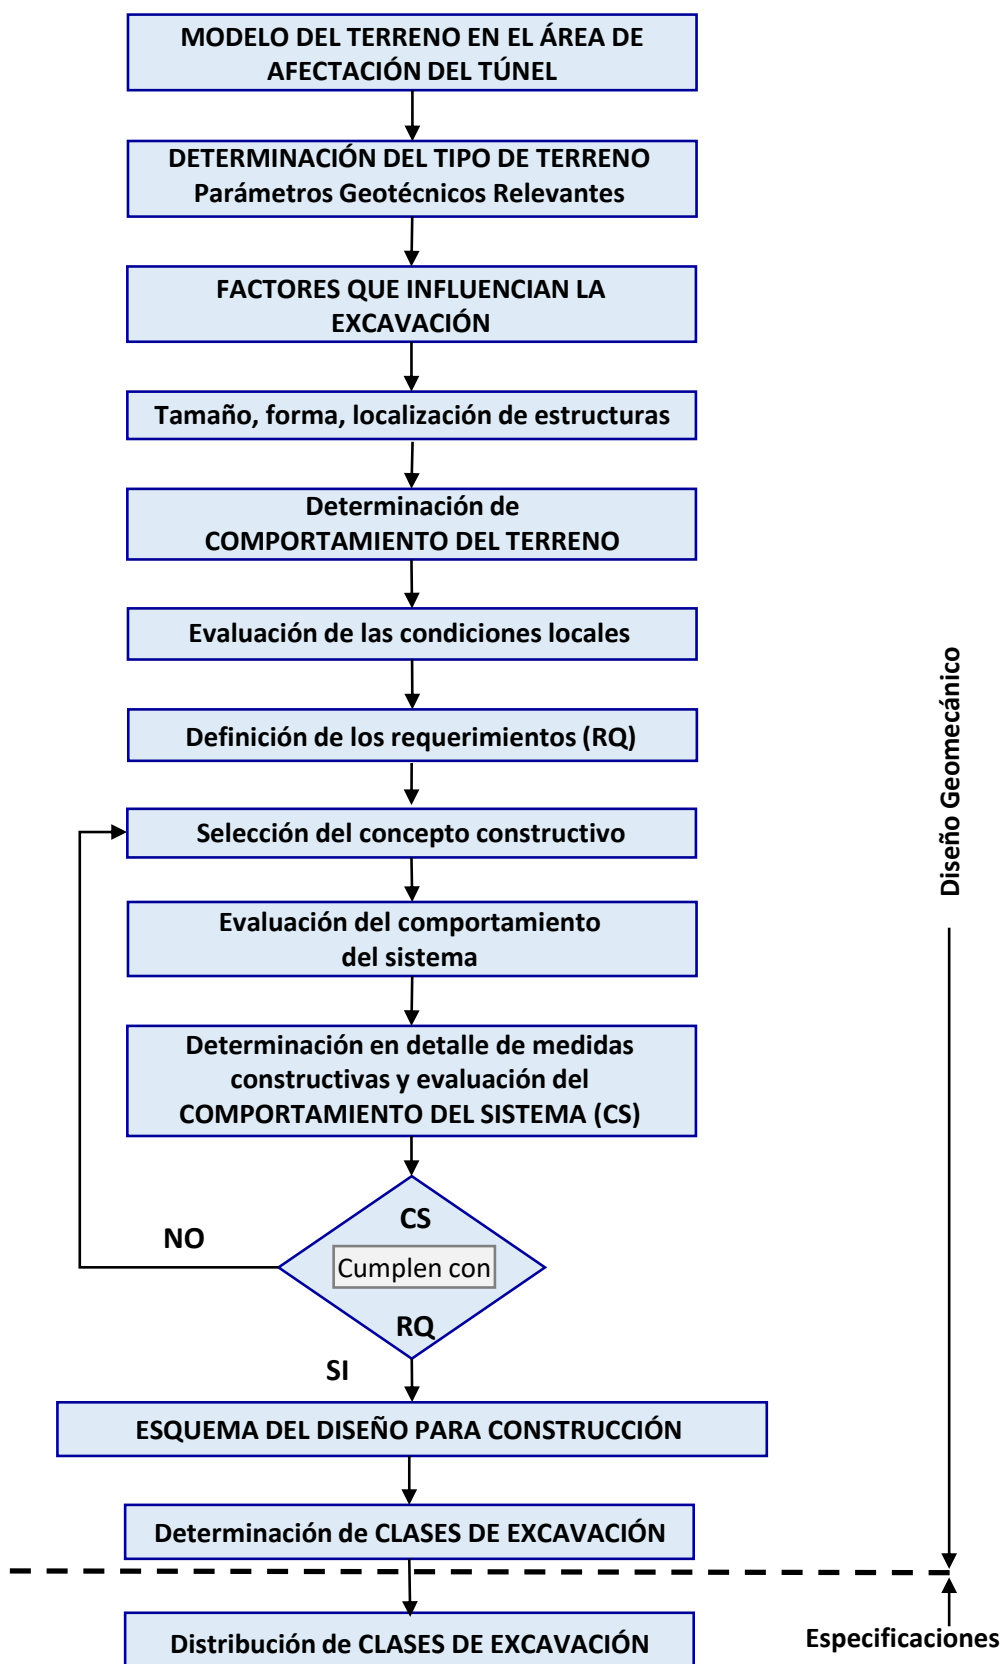 MODELO DEL TERRENO EN EL ÁREA DE
AFECTACIÓN DEL TÚNEL
DETERMINACIÓN DEL TIPO DE TERRENO
Parámetros Geotécnicos Relevantes
FACTORES QUE INFLUENCIAN LA
EXCAVACIÓN
Tamaño, forma, localización de estructuras
Determinación de
COMPORTAMIENTO DEL TERRENO
Evaluación de las condiciones locales
Definición de los requerimientos (RQ)
Selección del concepto constructivo
Evaluación del comportamiento
del sistema
Determinación en detalle de medidas
constructivas y evaluación del
COMPORTAMIENTO DEL SISTEMA (CS)
CS
NO
Cumplen con
RQ
SI
ESQUEMA DEL DISEÑO PARA CONSTRUCCIÓN
Determinación de CLASES DE EXCAVACIÓN
Distribución de CLASES DE EXCAVACIÓN
Diseño Geomecánico
Especificaciones